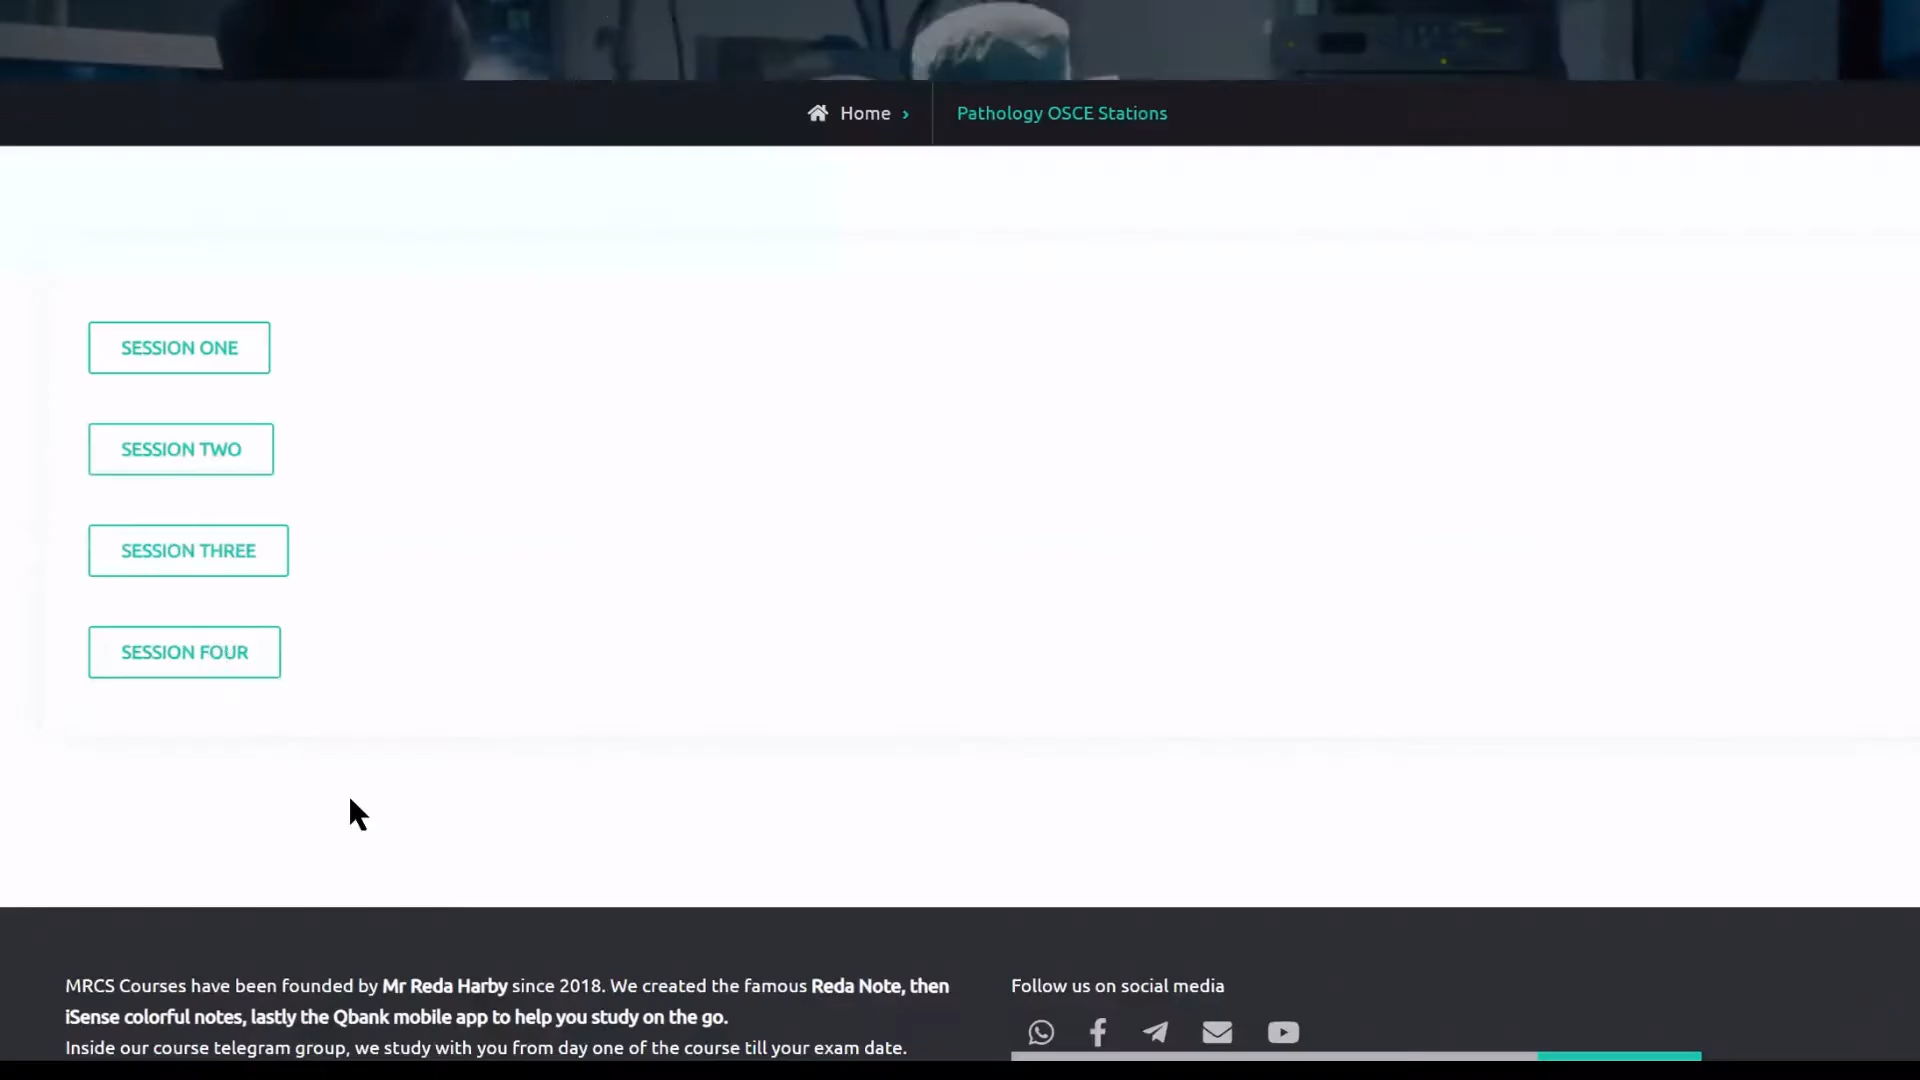 Home › Pathology OSCE Stations
SESSION ONE
SESSION TWO
SESSION THREE
SESSION FOUR
MRCS Courses have been founded by Mr Reda Harby since 2018. We created the famous Reda Note, then
iSense colorful notes, lastly the Qbank mobile app to help you study on the go.
Inside our course telegram group, we study with you from day one of the course till your exam date.
Follow us on social media